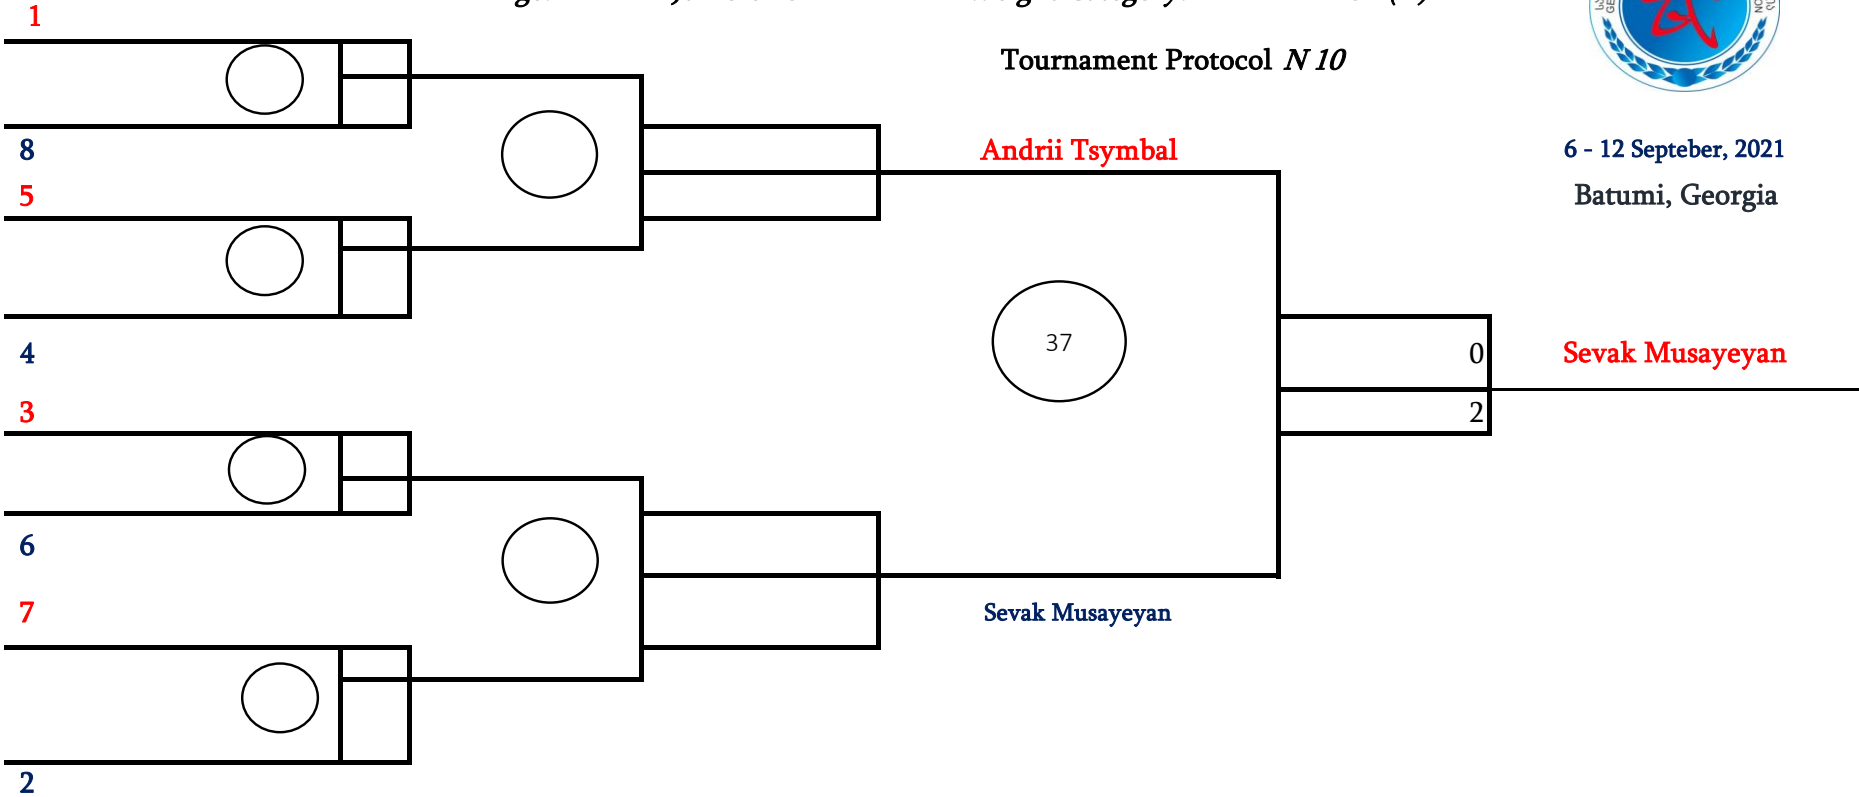 1
Tournament Protocol N 10
8
Andrii Tsymbal
6 - 12 Septeber, 2021
5
Batumi, Georgia
37
4
0
Sevak Musayeyan
3
2
6
7
Sevak Musayeyan
2